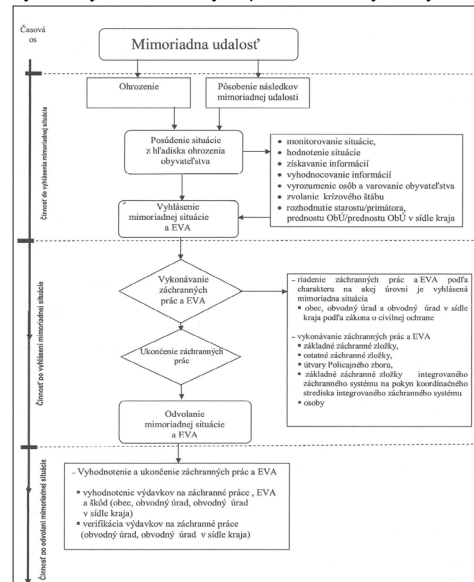 Časová
os
Mimoriadna udalosť
Ohrozenie
Pôsobenie následkov
mimoriadnej udalosti
Činnosť do vyhlásenia mimoriadnej situácie
Posúdenie situácie
z hľadiska ohrozenia
obyvateľstva
• monitorovanie situácie,
• hodnotenie situácie
• získavanie informácií
• vyhodnocovanie informácií
• vyrozumenie osôb a varovanie obyvateľstva
• zvolanie krízového štábu
• rozhodnutie starostu/primátora,
prednostu ObÚ/prednostu ObÚ v sídle kraja
Vyhlásenie
mimoriadnej situácie
a EVA
Činnosť po vyhlásení mimoriadnej situácie
Vykonávanie
záchranných
prác a EVA
– riadenie záchranných prác a EVA podľa
charakteru na akej úrovni je vyhlásená
mimoriadna situácia
▪ obec, obvodný úrad a obvodný úrad v sídle
kraja podľa zákona o civilnej ochrane
– vykonávanie záchranných prác a EVA
▪ základné záchranné zložky,
▪ ostatné záchranné zložky,
▪ útvary Policajného zboru,
▪ základné záchranné zložky integrovaného
záchranného systému na pokyn koordinačného
strediska integrovaného záchranného systému
▪ osoby
Ukončenie záchranných
prác
Odvolanie
mimoriadnej situácie
a EVA
Činnosť po odvolaní mimoriadnej situácie
– Vyhodnotenie a ukončenie záchranných prác a EVA
▪ vyhodnotenie výdavkov na záchranné práce , EVA
a škôd (obec, obvodný úrad, obvodný úrad
v sídle kraja)
▪ verifikácia výdavkov na záchranné práce
(obvodný úrad, obvodný úrad v sídle kraja)